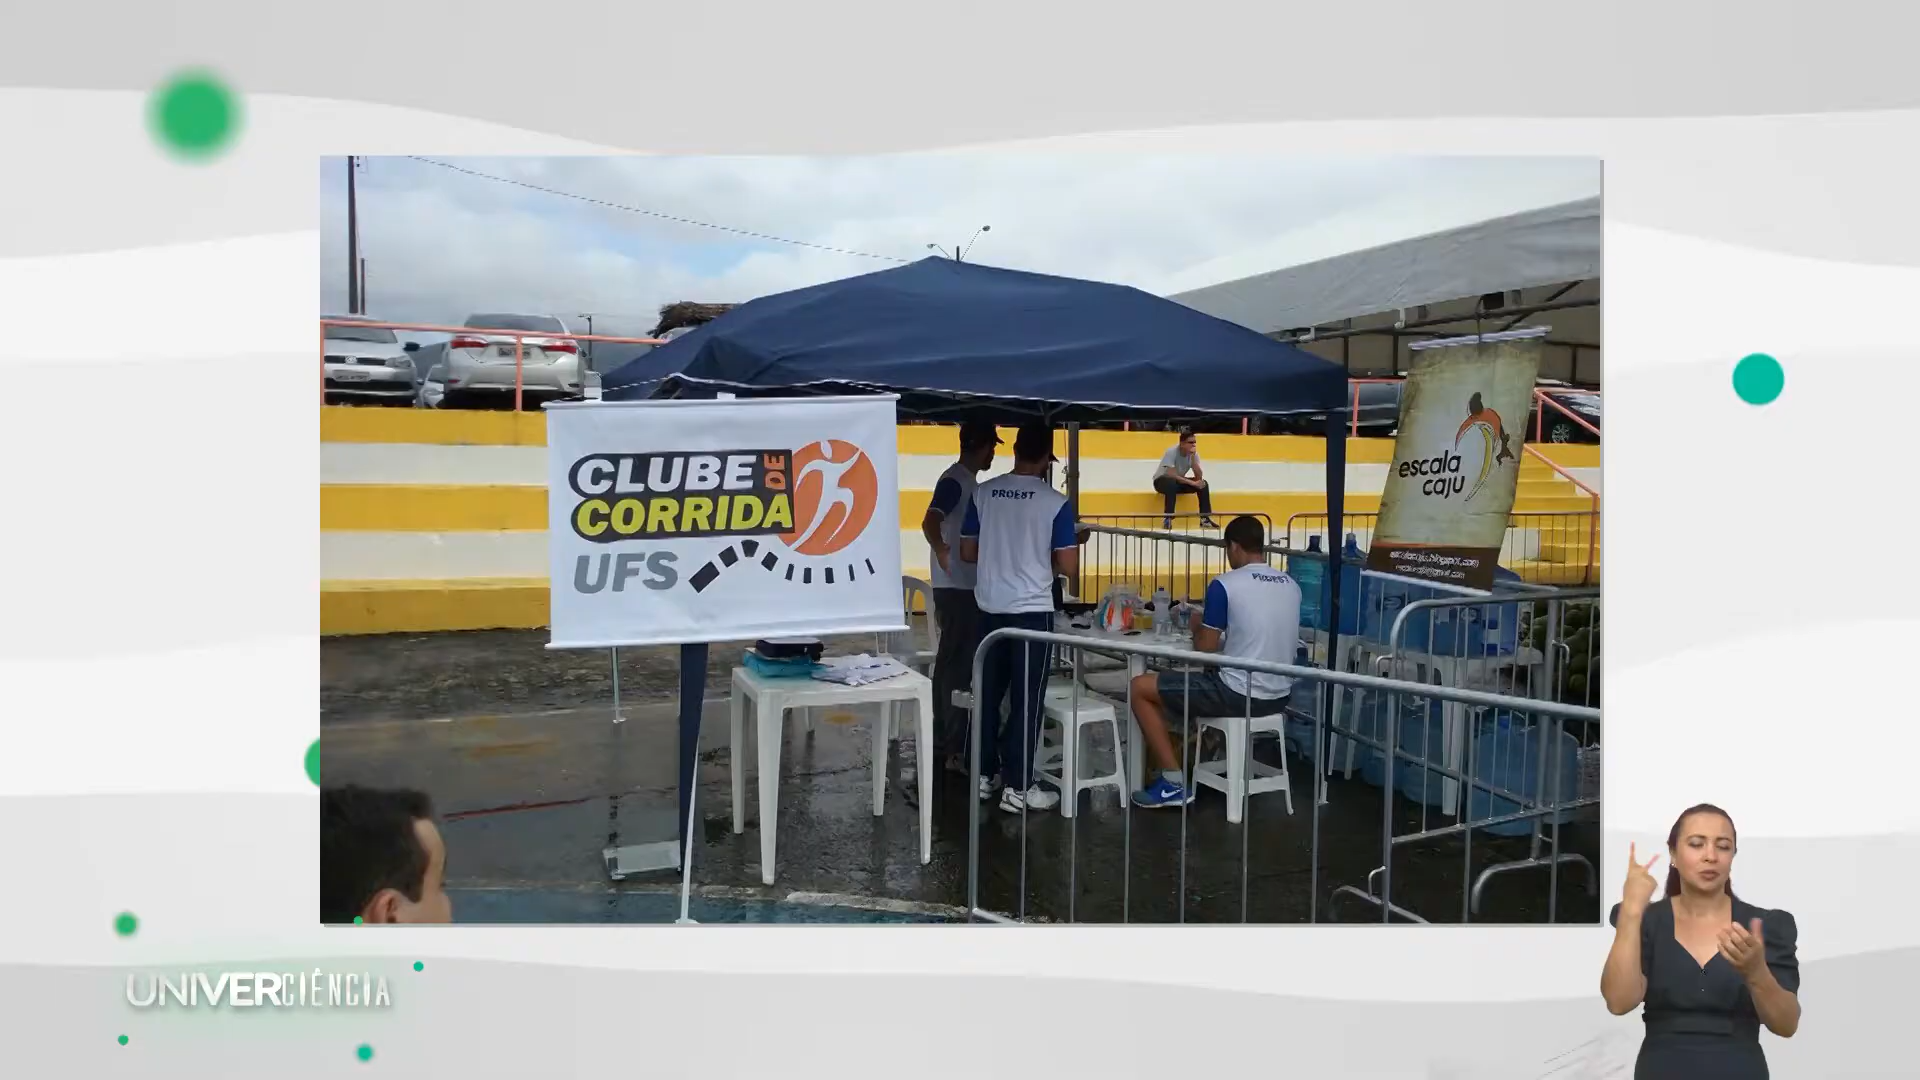 CLUBE DE
CORRIDA
UFS
PROEST
PROEST
escala
caju
UNIVERCIÊNCIA